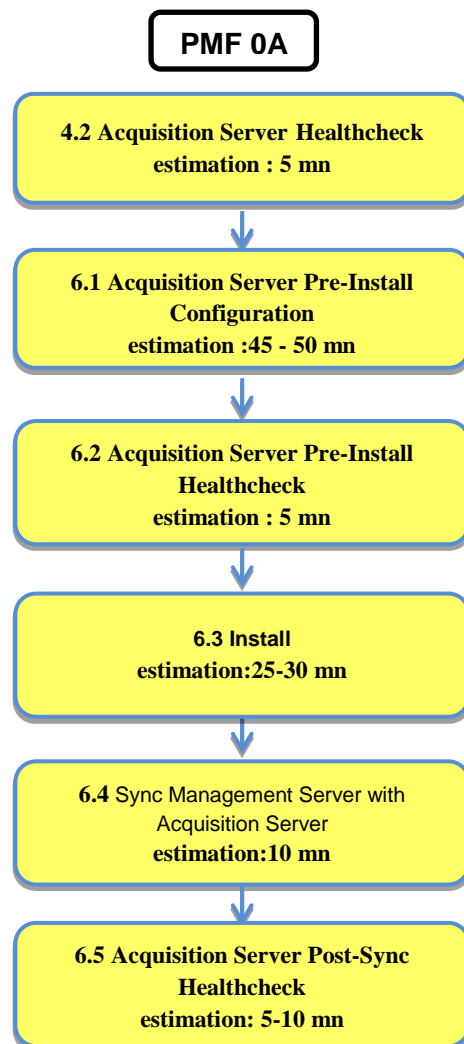 PMF 0A
4.2 Acquisition Server Healthcheck
estimation : 5 mn
6.1 Acquisition Server Pre-Install
Configuration
estimation :45 - 50 mn
6.2 Acquisition Server Pre-Install
Healthcheck
estimation : 5 mn
6.3 Install
estimation:25-30 mn
6.4 Sync Management Server with
Acquisition Server
estimation:10 mn
6.5 Acquisition Server Post-Sync
Healthcheck
estimation: 5-10 mn